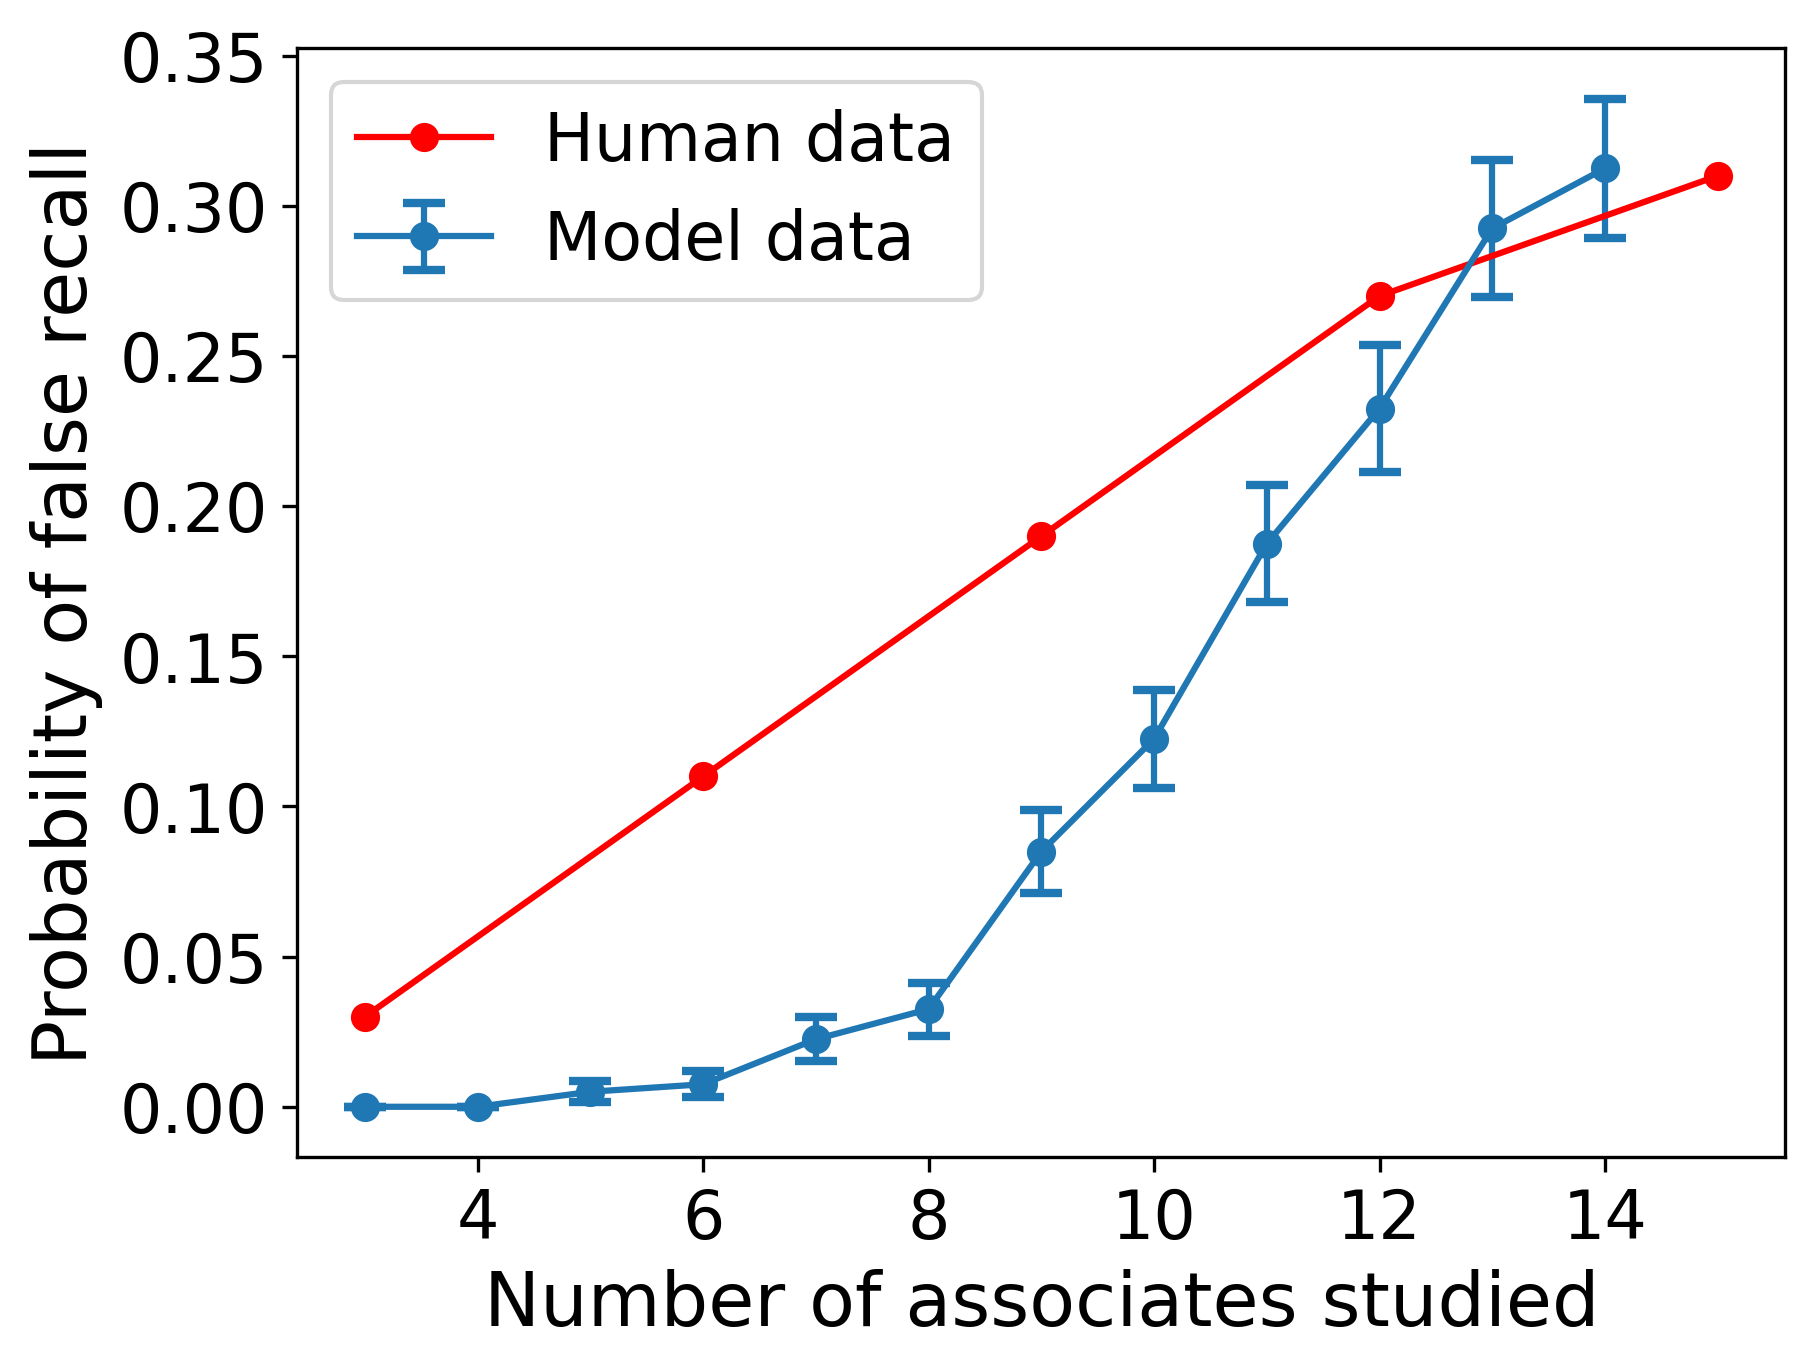 Human data
Model data
Probability of false recall
0.35
0.30
0.25
0.20
0.15
0.10
0.05
0.00
4 6 8 10 12 14
Number of associates studied